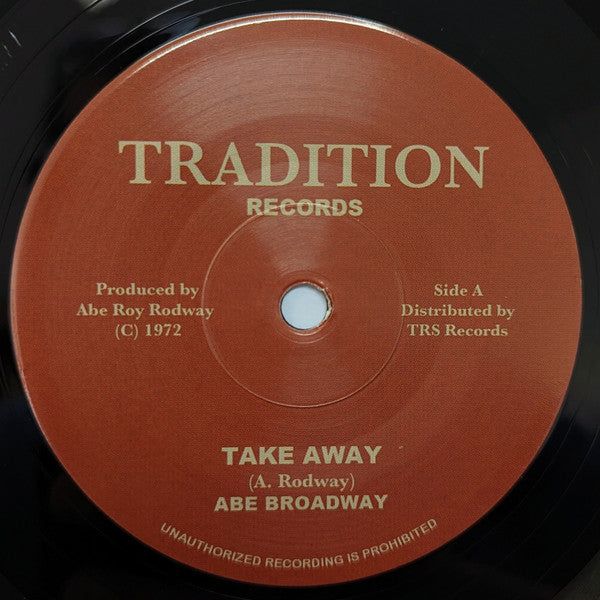 TRADITION
RECORDS
Produced by
Abe Roy Rodway
(C) 1972
Side A
Distributed by
TRS Records
TAKE AWAY
(A. Rodway)
ABE BROADWAY
UNAUTHORIZED RECORDING IS PROHIBITED